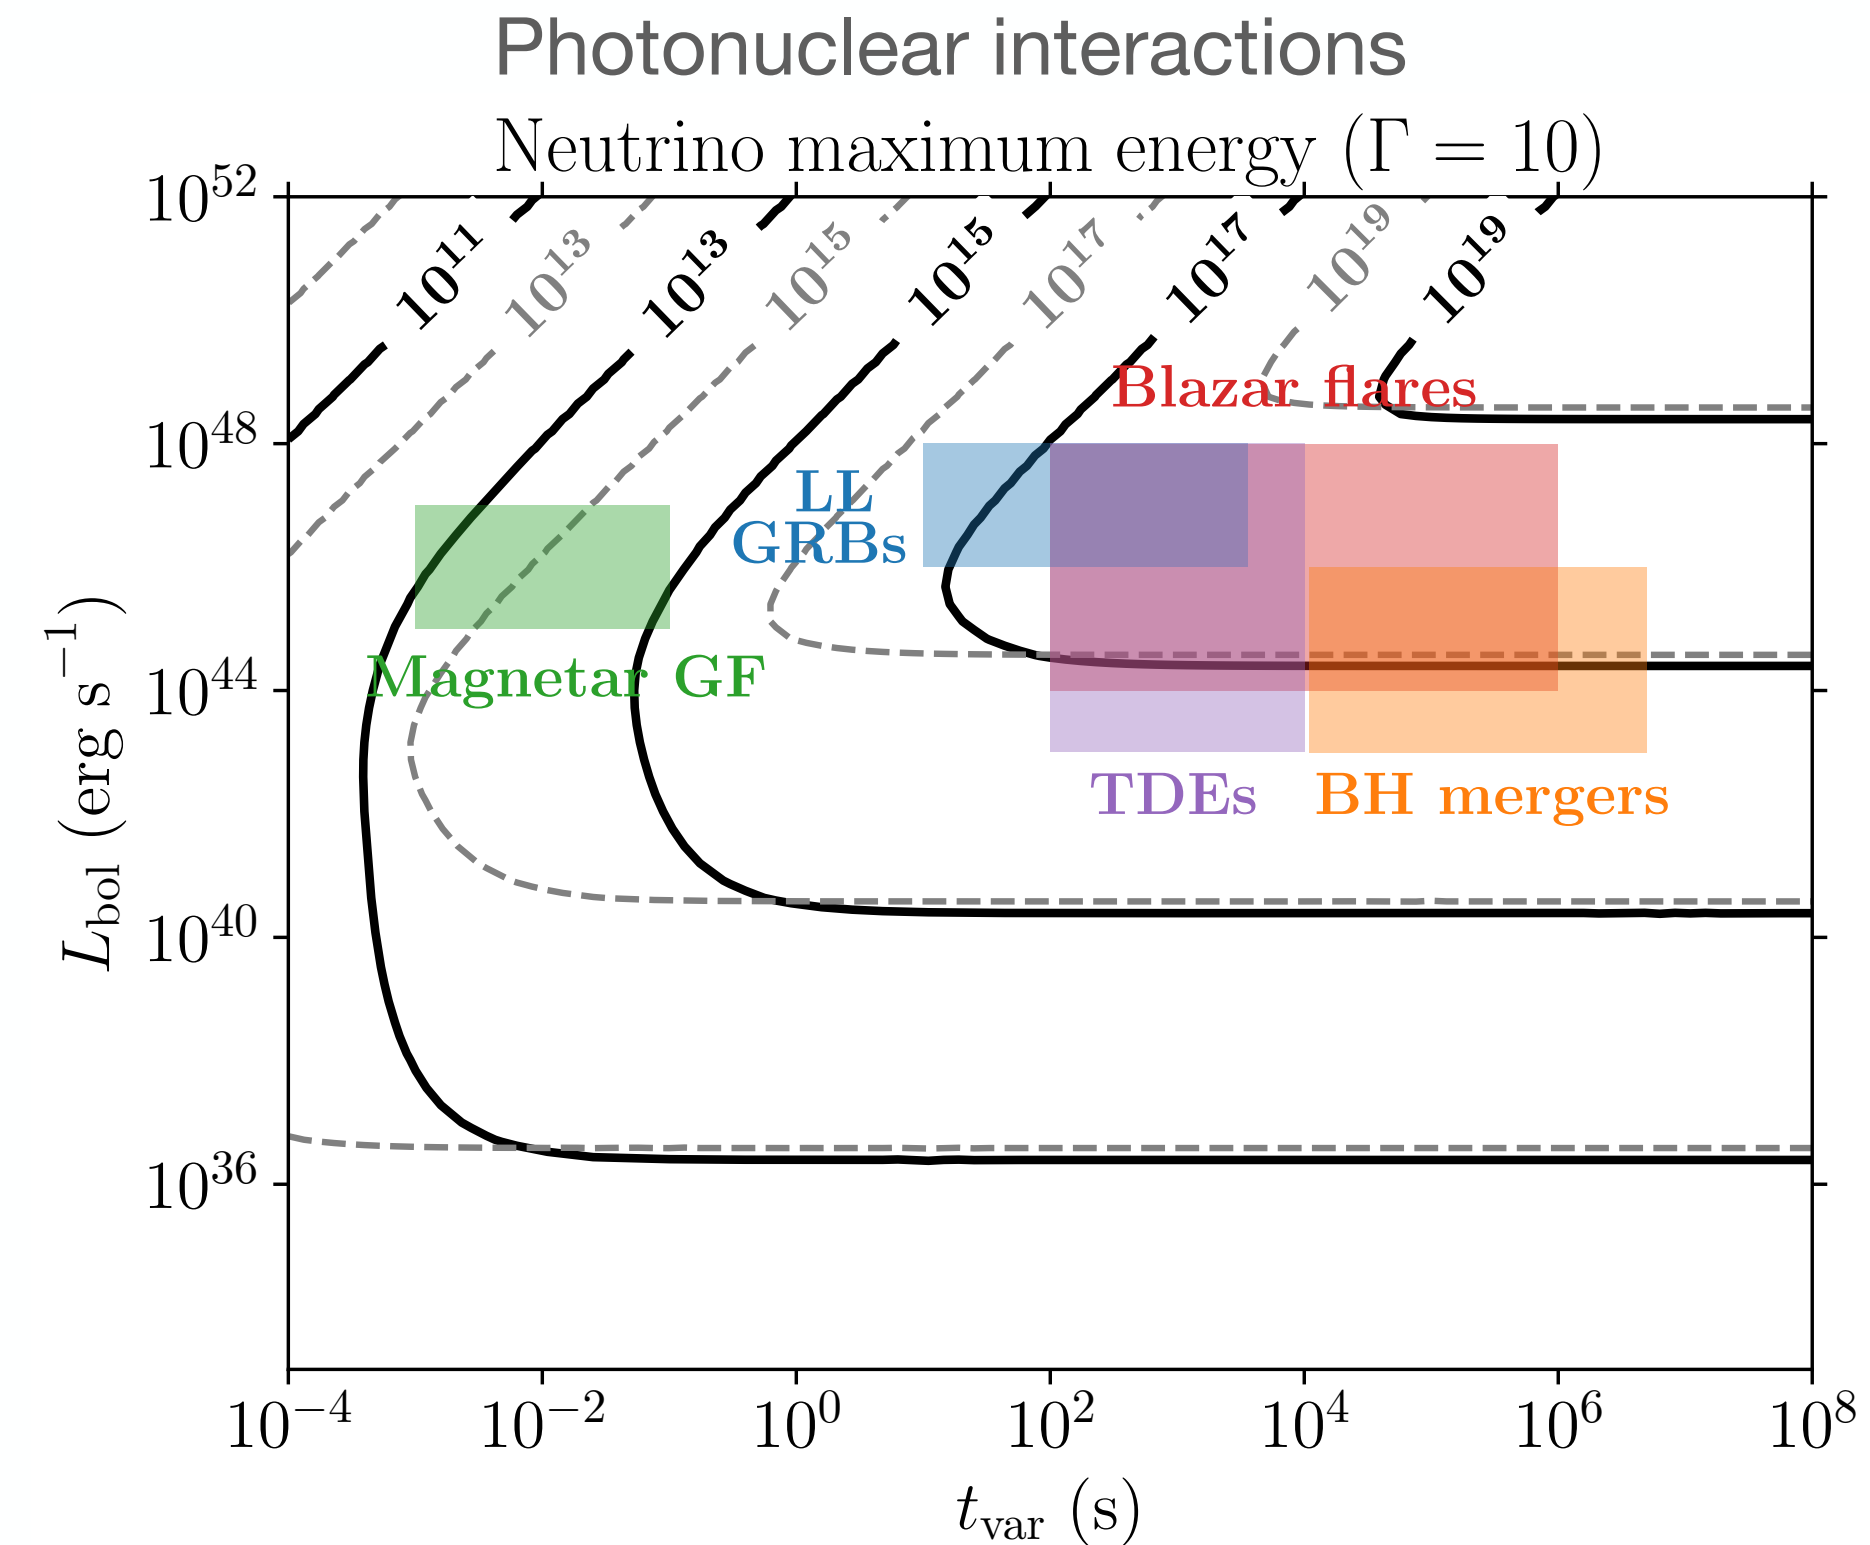 Photonuclear interactions
Neutrino maximum energy (Γ = 10)
10^52
10^48
10^44
10^40
10^36
L_bol (erg s^−1)
10^11
10^13
10^13
10^15
10^15
10^17
10^17
10^19
10^19
Blazar flares
LL
GRBs
Magnetar GF
TDEs
BH mergers
10^−4
10^−2
10^0
10^2
10^4
10^6
10^8
t_var (s)